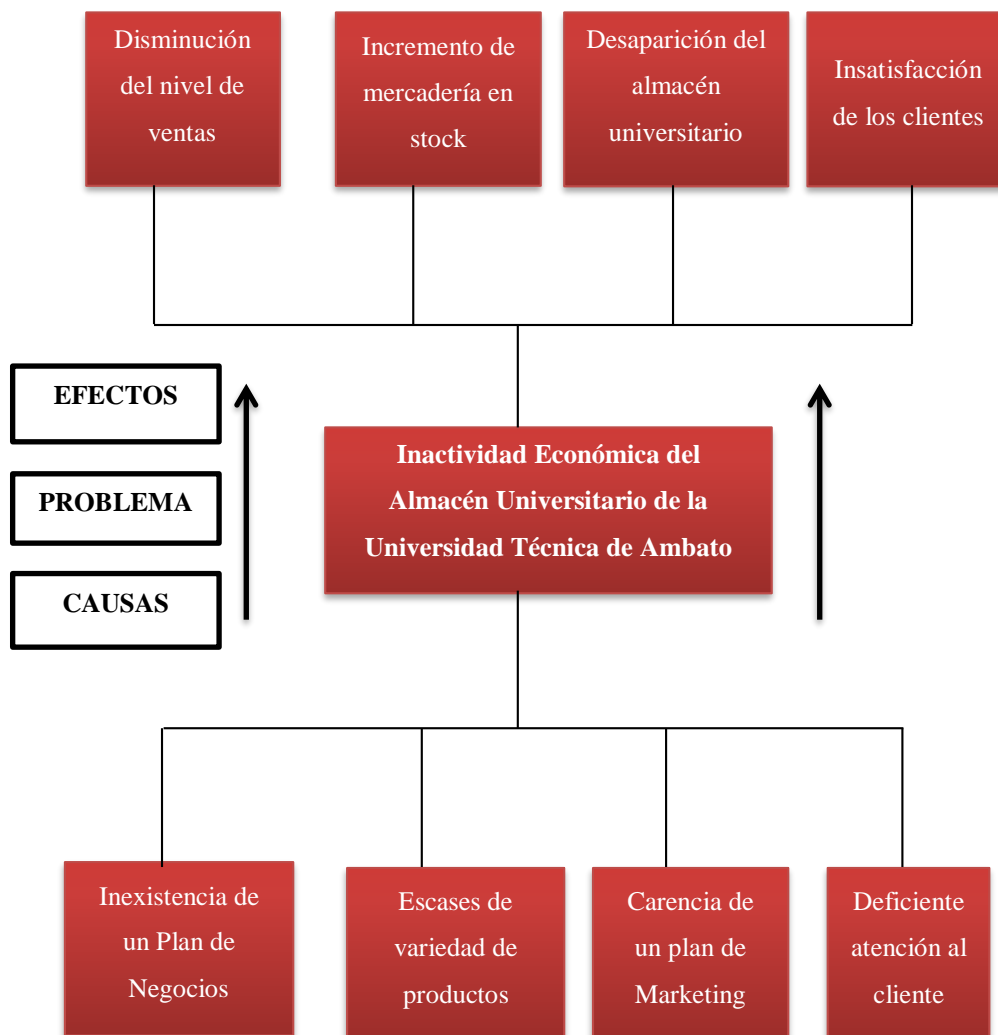 Disminución
del nivel de
ventas
Incremento de
mercadería en
stock
Desaparición del
almacén
universitario
Insatisfacción
de los clientes
EFECTOS
PROBLEMA
CAUSAS
Inactividad Económica del
Almacén Universitario de la
Universidad Técnica de Ambato
Inexistencia de
un Plan de
Negocios
Escases de
variedad de
productos
Carencia de
un plan de
Marketing
Deficiente
atención al
cliente